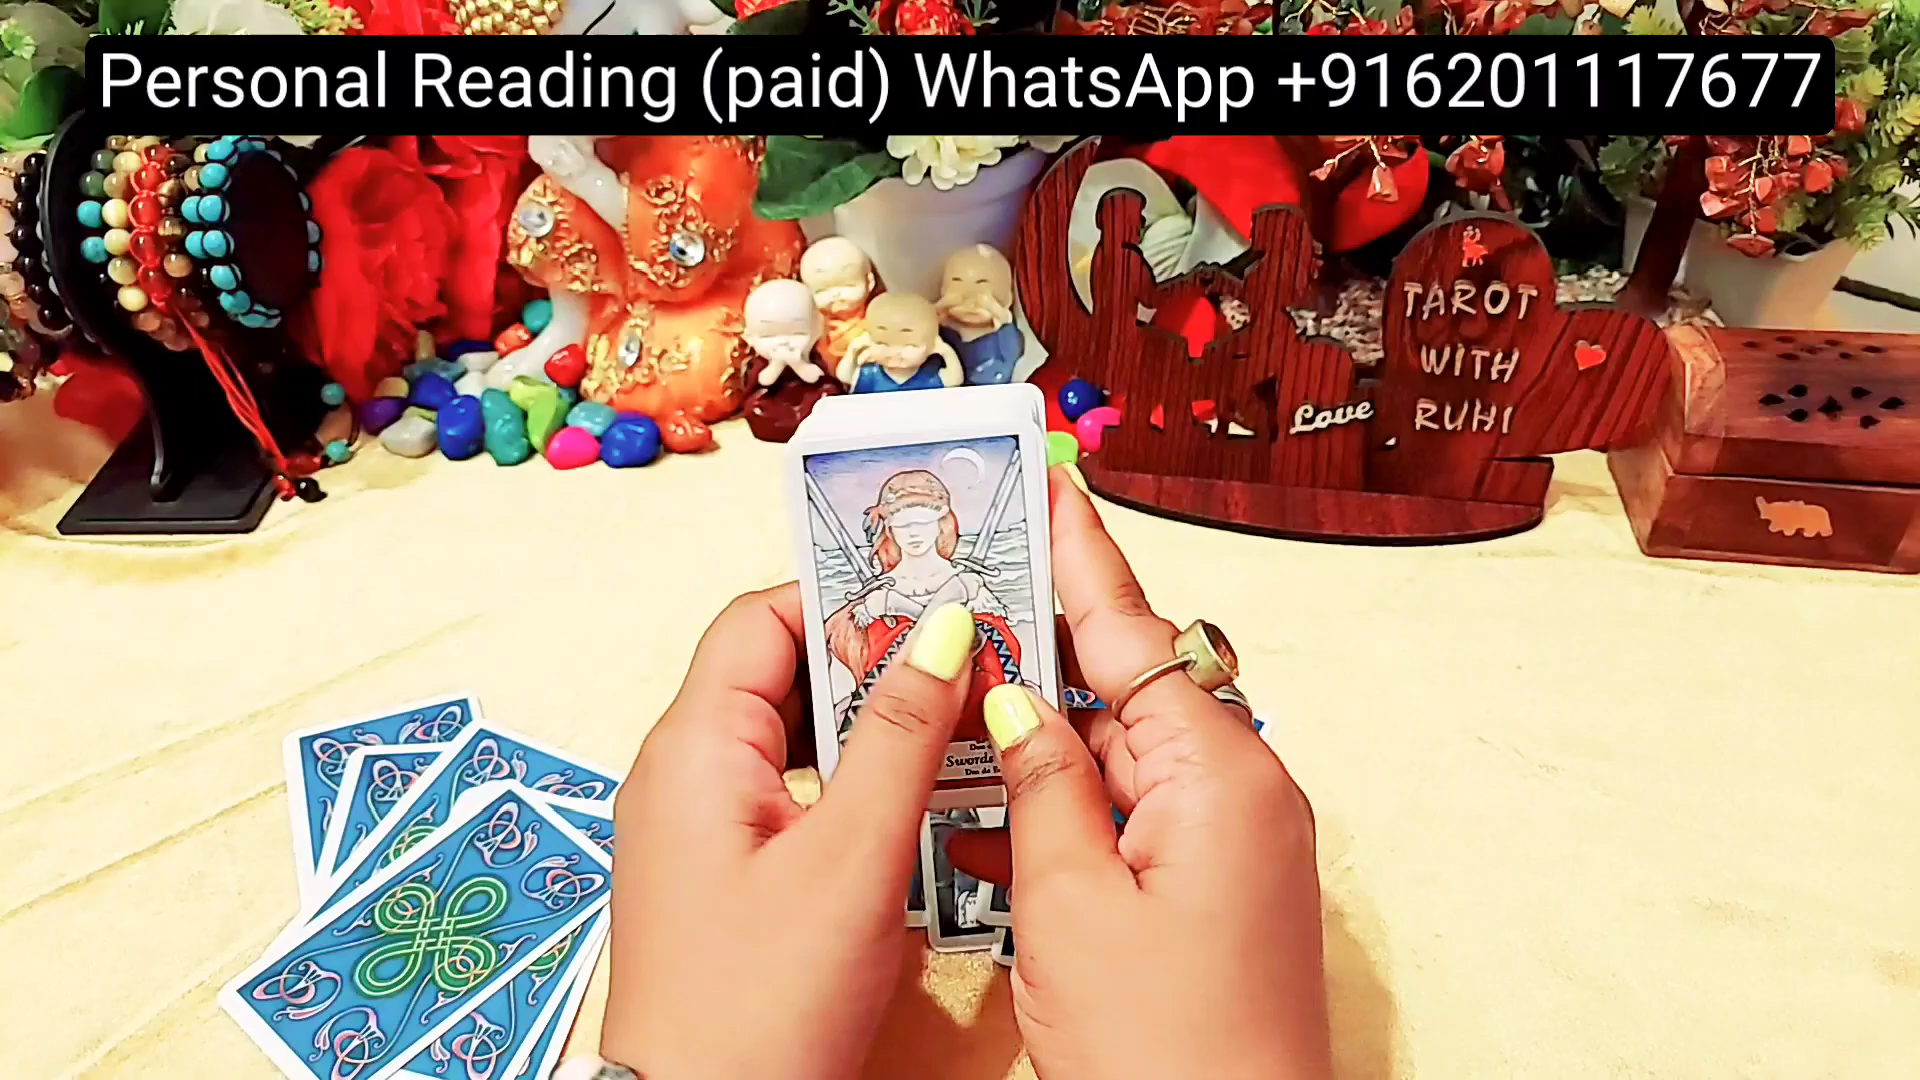 Personal Reading (paid) WhatsApp +916201117677
TAROT
WITH
RUHI
Love
Swords